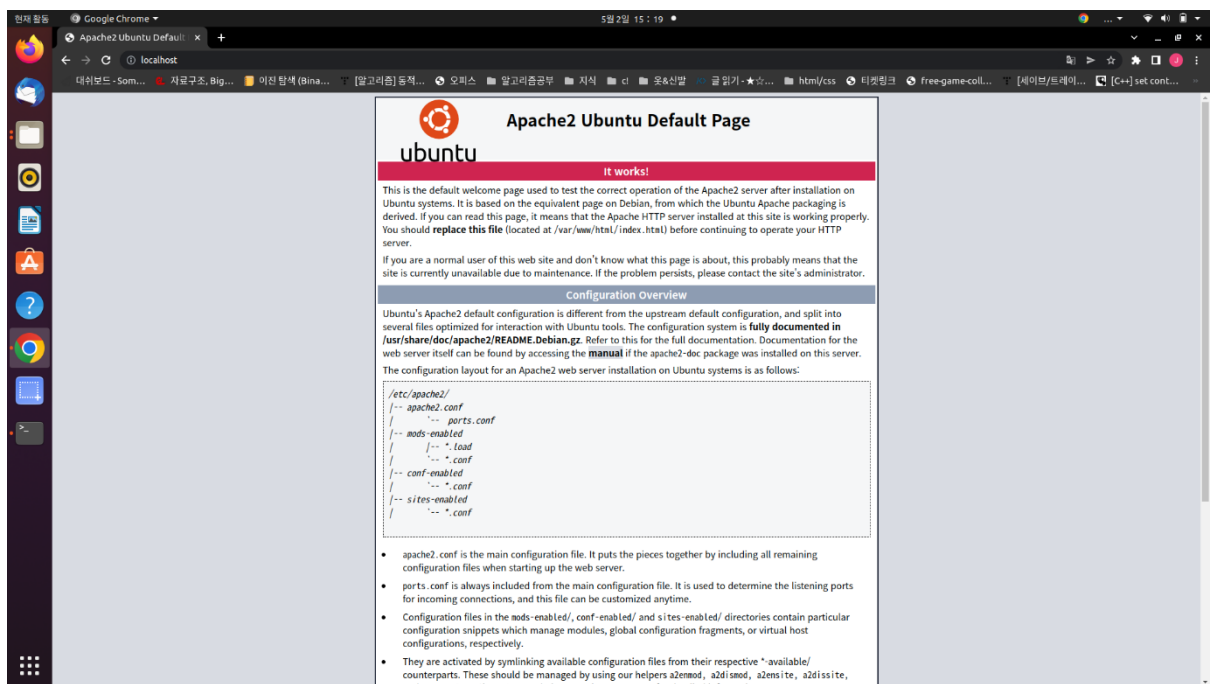 현재 활동 Google Chrome 5월 2일 15 : 19 ...
Apache2 Ubuntu Default
localhost
대쉬보드 - Som... 자료구조, Big... 이진 탐색 (Bina... [알고리즘] 동적... 오피스 알고리즘공부 지식 옷&신발 글 읽기 - ★☆... html/css 티켓링크 free-game-coll... [세이브/트레이... [C++] set cont...
Apache2 Ubuntu Default Page
ubuntu
It works!
This is the default welcome page used to test the correct operation of the Apache2 server after installation on
Ubuntu systems. It is based on the equivalent page on Debian, from which the Ubuntu Apache packaging is
derived. If you can read this page, it means that the Apache HTTP server installed at this site is working properly.
You should replace this file (located at /var/www/html/index.html) before continuing to operate your HTTP
server.
If you are a normal user of this web site and don't know what this page is about, this probably means that the
site is currently unavailable due to maintenance. If the problem persists, please contact the site's administrator.
Configuration Overview
Ubuntu's Apache2 default configuration is different from the upstream default configuration, and split into
several files optimized for interaction with Ubuntu tools. The configuration system is fully documented in
/usr/share/doc/apache2/README.Debian.gz. Refer to this for the full documentation. Documentation for the
web server itself can be found by accessing the manual if the apache2-doc package was installed on this server.
The configuration layout for an Apache2 web server installation on Ubuntu systems is as follows:
/etc/apache2/
|-- apache2.conf
| `-- ports.conf
|-- mods-enabled
| |-- *.load
| `-- *.conf
|-- conf-enabled
| `-- *.conf
|-- sites-enabled
| `-- *.conf
• apache2.conf is the main configuration file. It puts the pieces together by including all remaining
configuration files when starting up the web server.
• ports.conf is always included from the main configuration file. It is used to determine the listening ports
for incoming connections, and this file can be customized anytime.
• Configuration files in the mods-enabled/, conf-enabled/ and sites-enabled/ directories contain particular
configuration snippets which manage modules, global configuration fragments, or virtual host
configurations, respectively.
• They are activated by symlinking available configuration files from their respective *-available/
counterparts. These should be managed by using our helpers a2enmod, a2dismod, a2ensite, a2dissite,